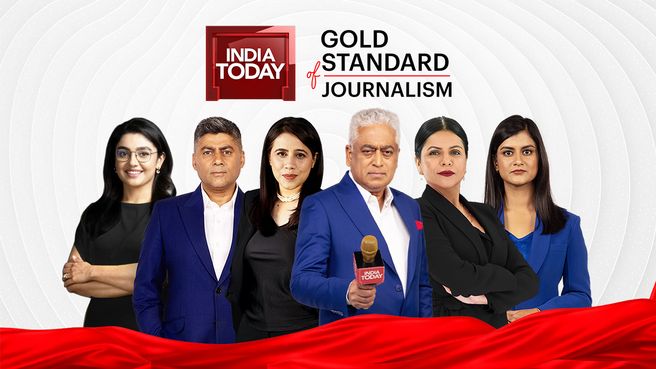 INDIA
TODAY
GOLD
STANDARD
of
JOURNALISM
INDIA
TODAY